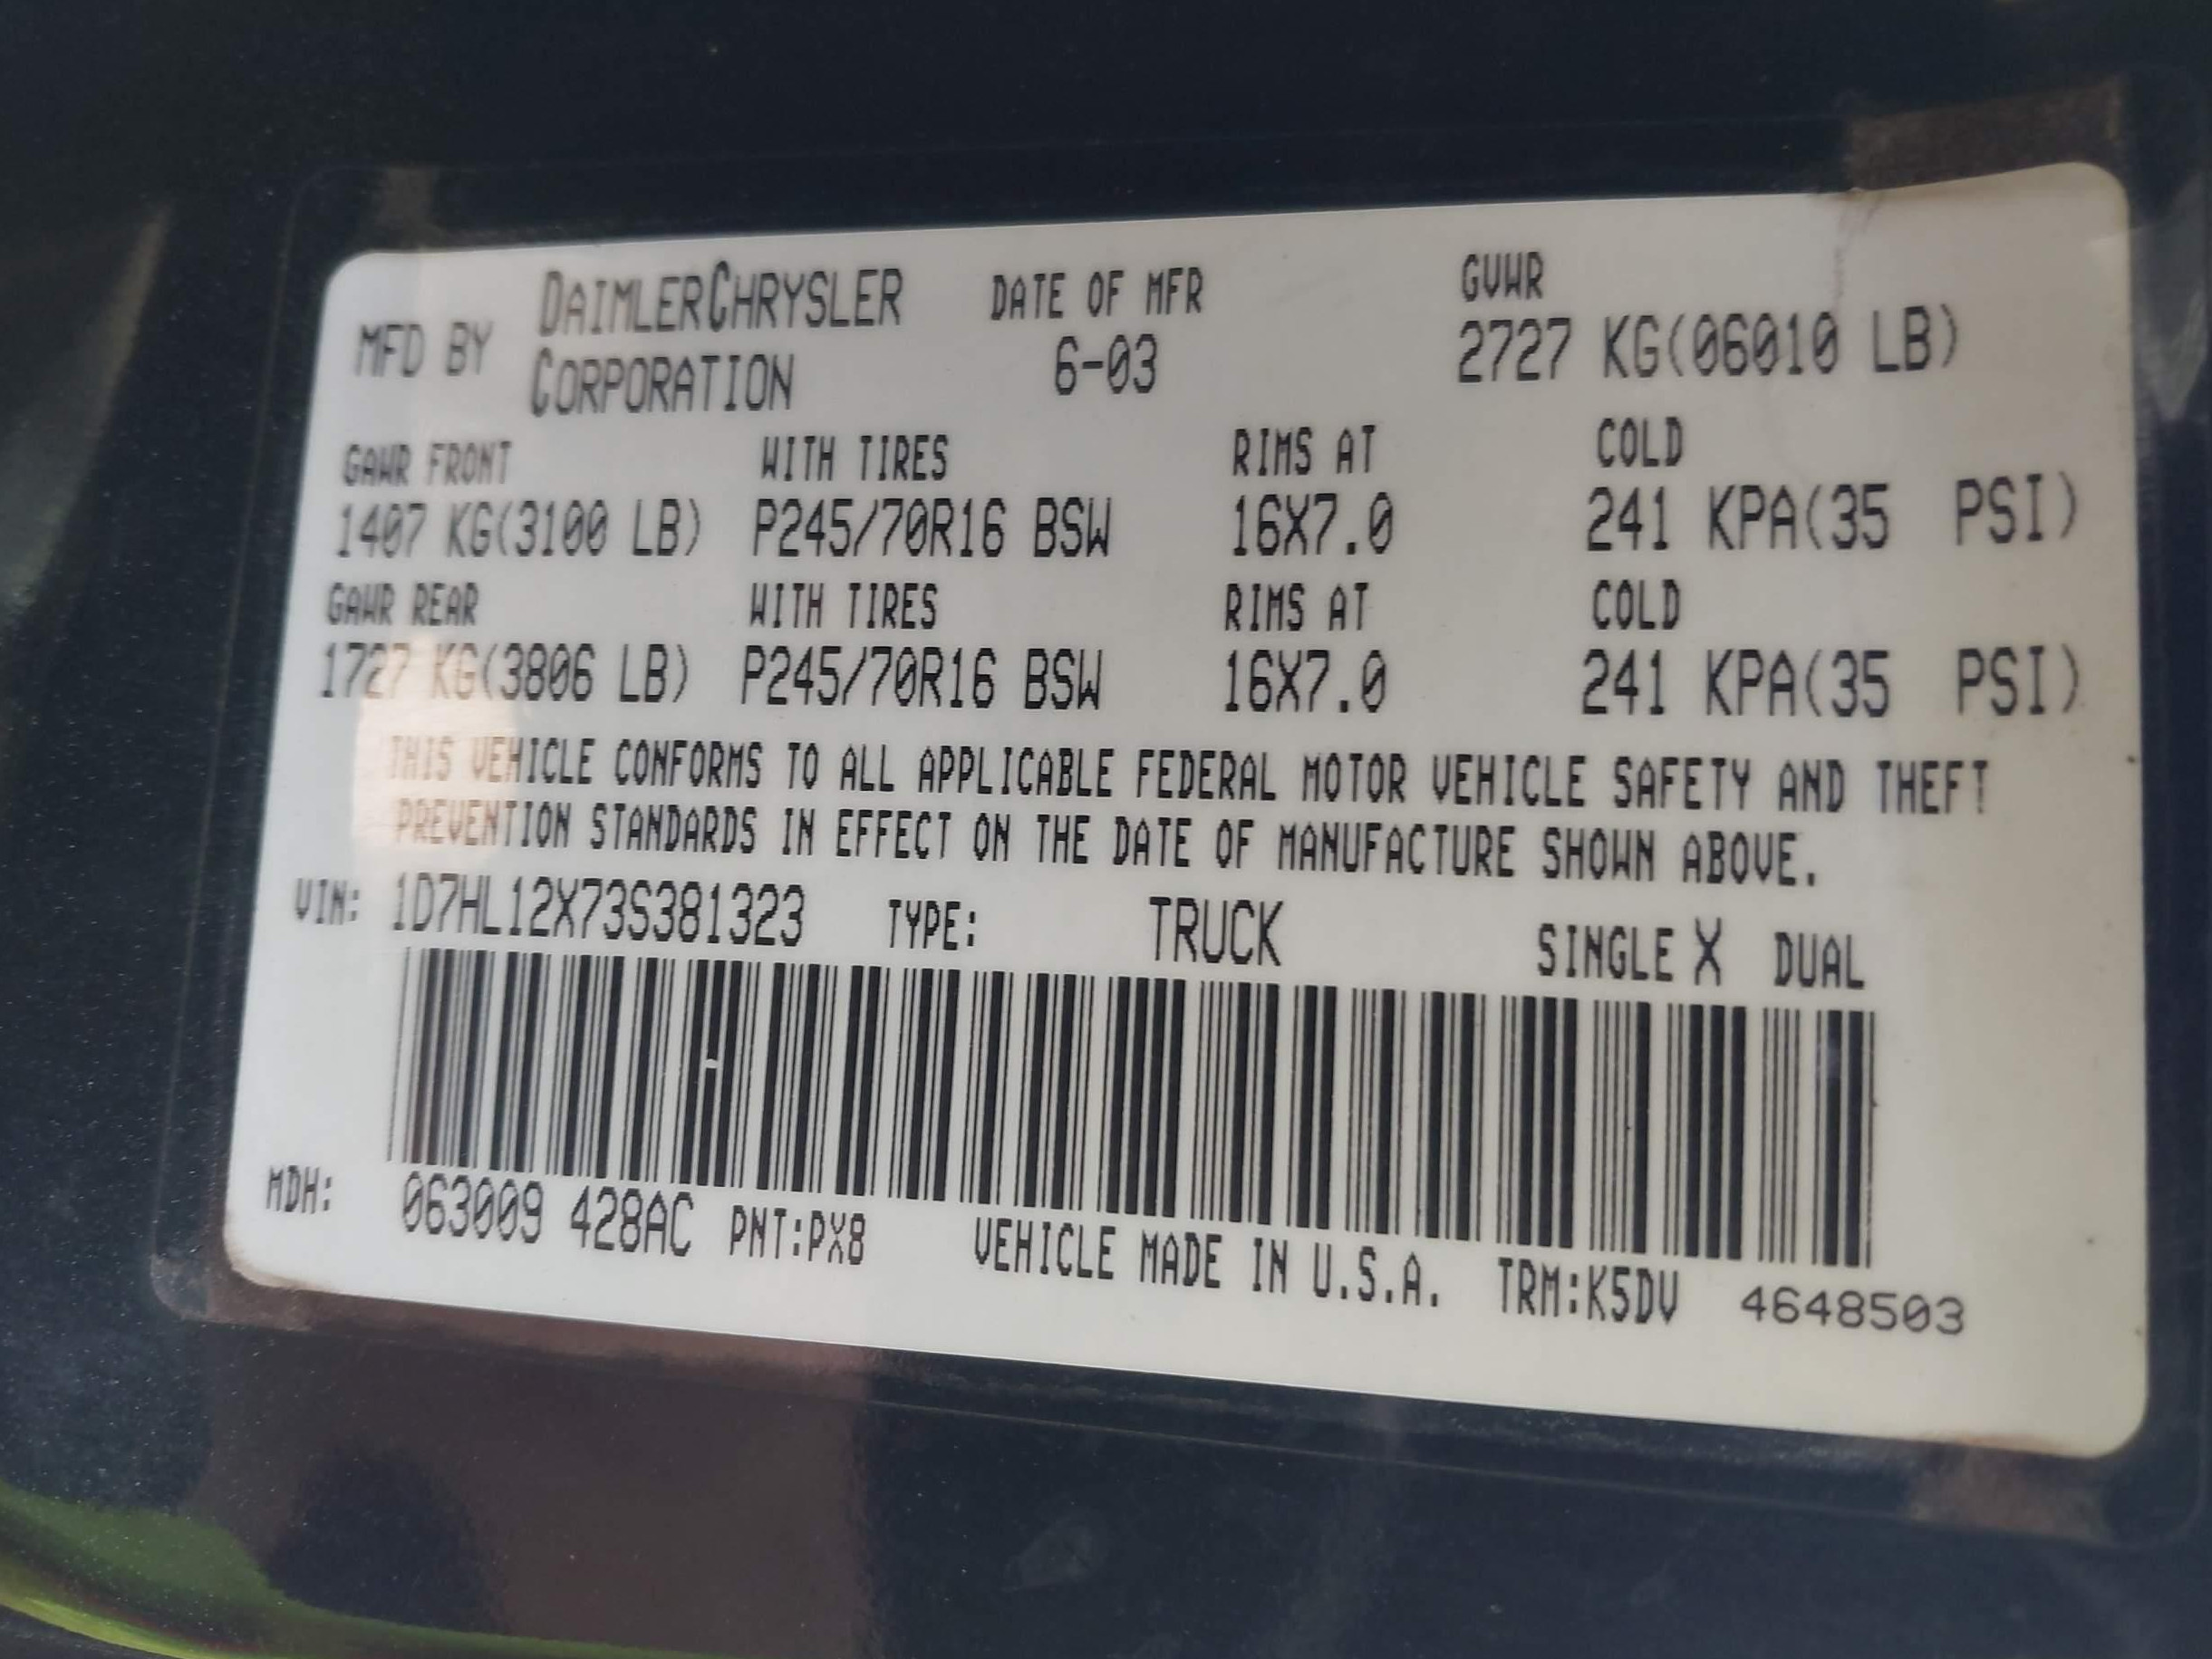 MFD BY DAIMLERCHRYSLER CORPORATION DATE OF MFR 6-03 GVWR 2727 KG(06010 LB)
GAWR FRONT WITH TIRES RIMS AT COLD
1407 KG(3100 LB) P245/70R16 BSW 16X7.0 241 KPA(35 PSI)
GAWR REAR WITH TIRES RIMS AT COLD
1727 KG(3806 LB) P245/70R16 BSW 16X7.0 241 KPA(35 PSI)
THIS VEHICLE CONFORMS TO ALL APPLICABLE FEDERAL MOTOR VEHICLE SAFETY AND THEFT
PREVENTION STANDARDS IN EFFECT ON THE DATE OF MANUFACTURE SHOWN ABOVE.
VIN: 1D7HL12X73S381323 TYPE: TRUCK SINGLE X DUAL
MDH: 063009 428AC PNT:PX8 VEHICLE MADE IN U.S.A. TRM:K5DV 4648503